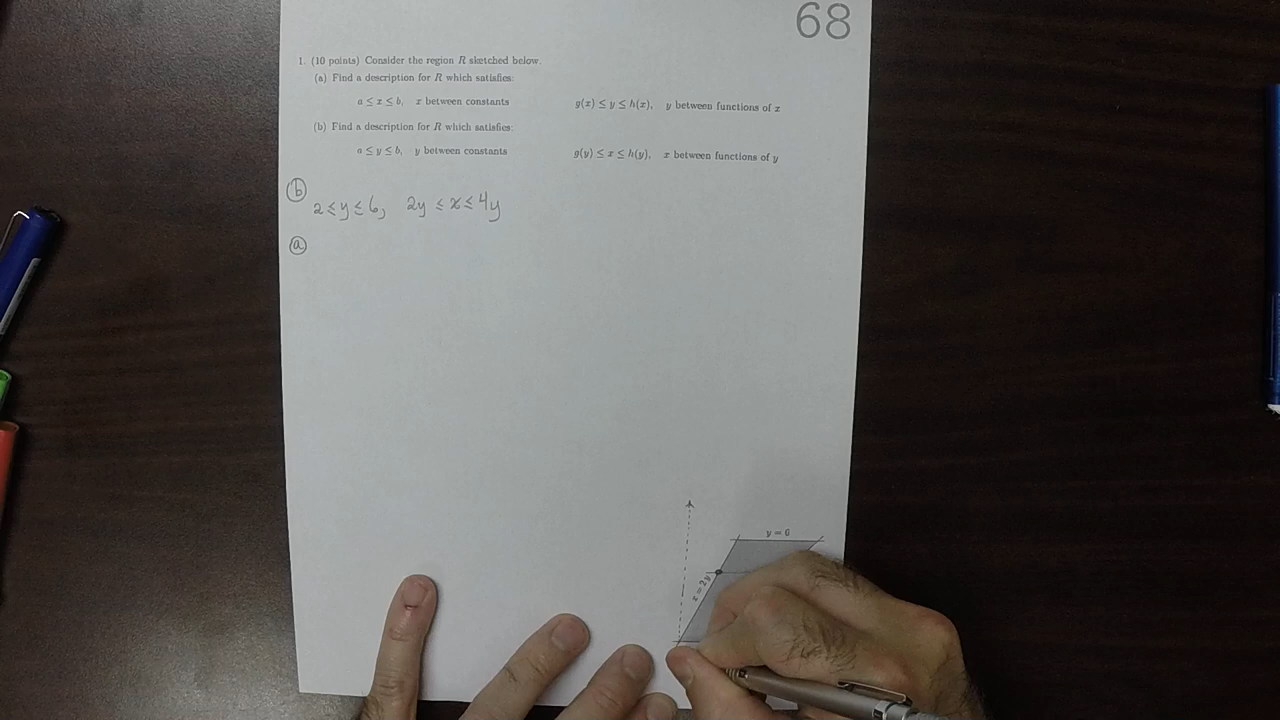 68
1. (10 points) Consider the region R sketched below.
(a) Find a description for R which satisfies:
a ≤ x ≤ b, x between constants g(x) ≤ y ≤ h(x), y between functions of x
(b) Find a description for R which satisfies:
a ≤ y ≤ b, y between constants g(y) ≤ x ≤ h(y), x between functions of y
(b)
2 ≤ y ≤ 6, 2y ≤ x ≤ 4y
(a)
y = 6
x = 2y